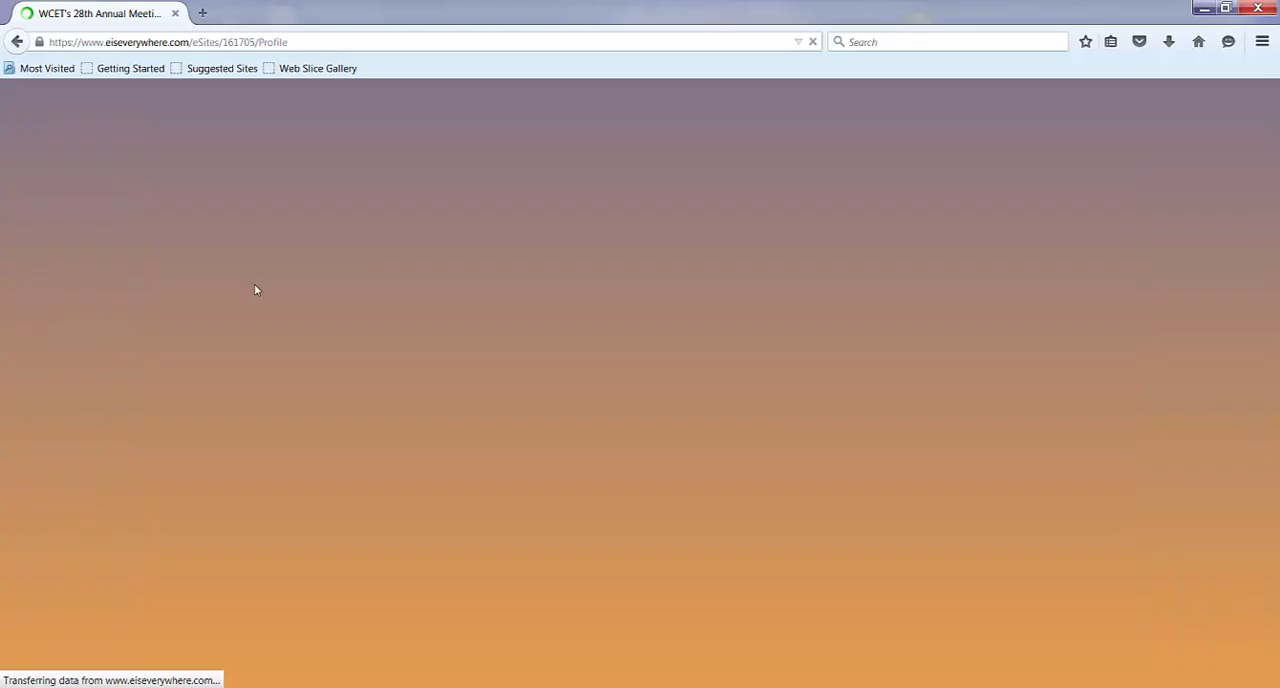 WCET's 28th Annual Meeti...
https://www.eiseverywhere.com/eSites/161705/Profile
Search
Most Visited
Getting Started
Suggested Sites
Web Slice Gallery
Transferring data from www.eiseverywhere.com...